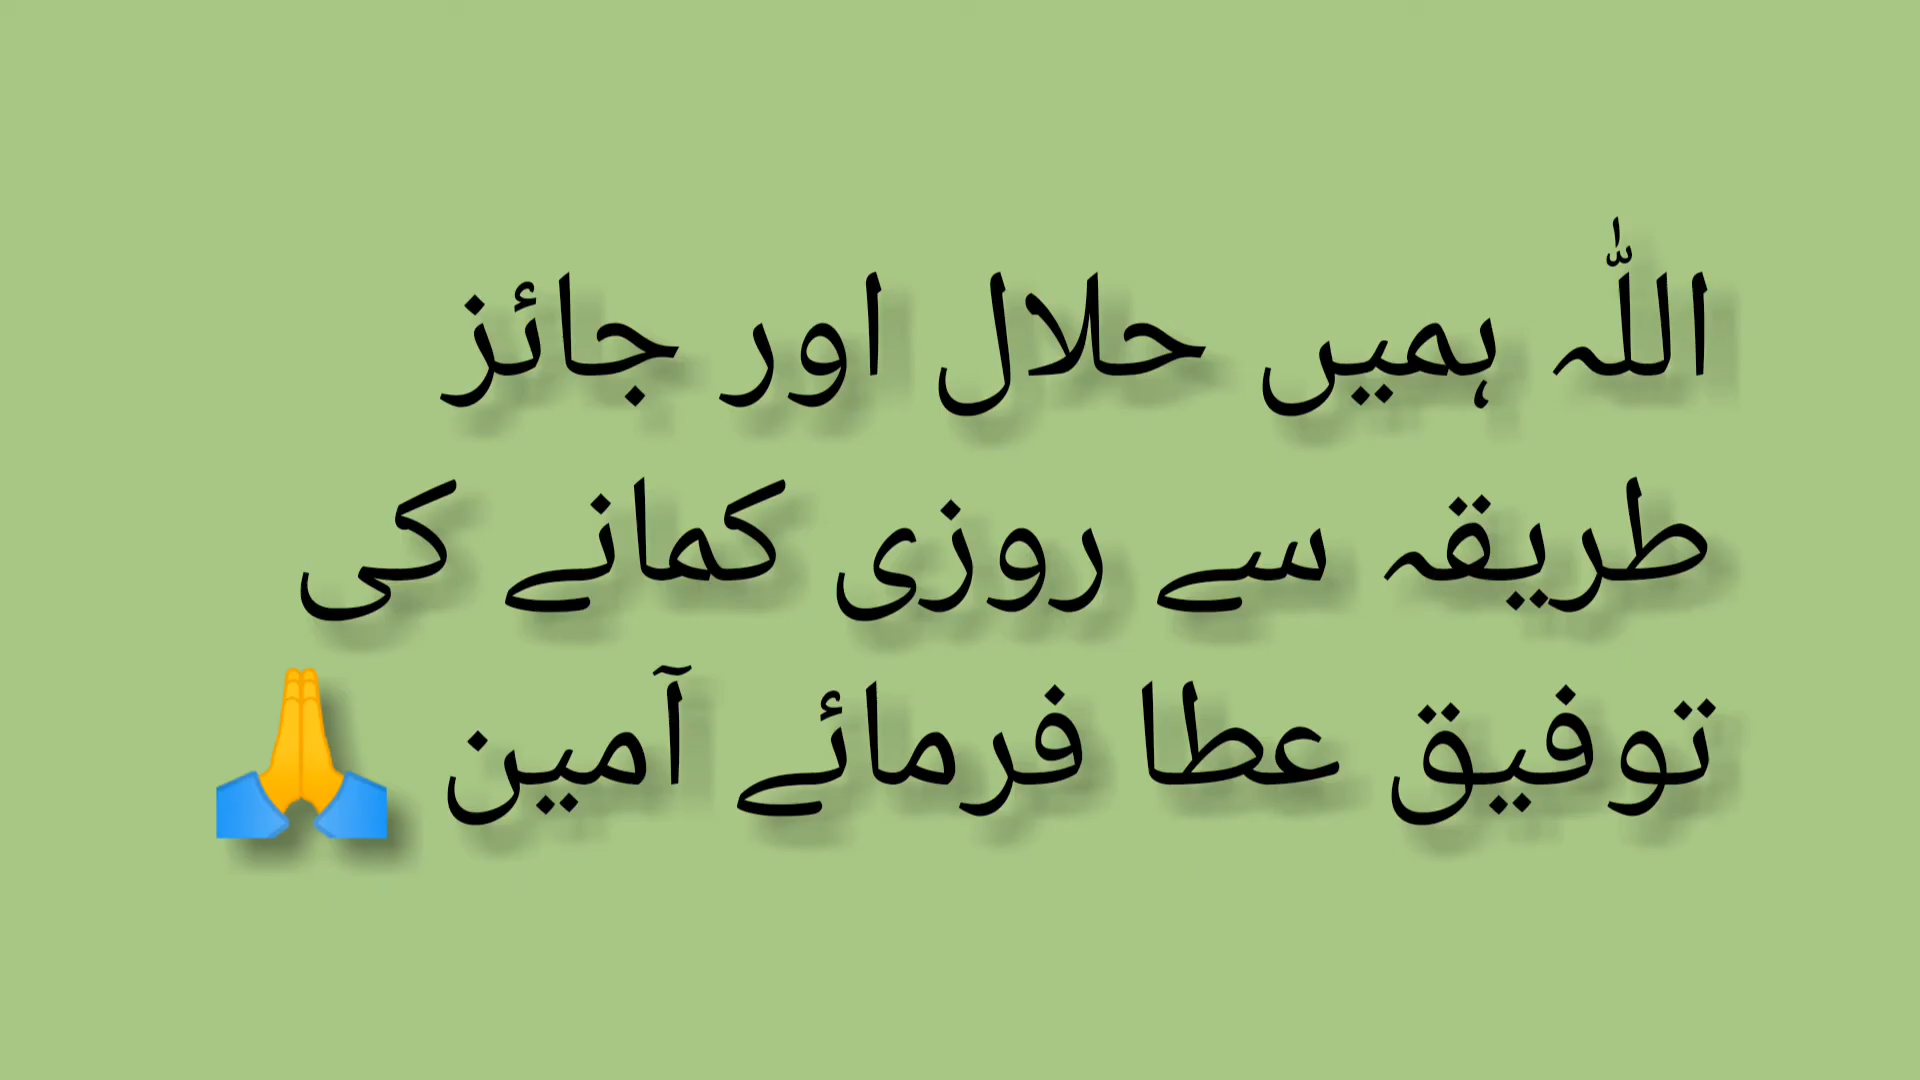 اللہ ہمیں حلال اور جائز
طریقہ سے روزی کمانے کی
توفیق عطا فرمائے آمین 🙏